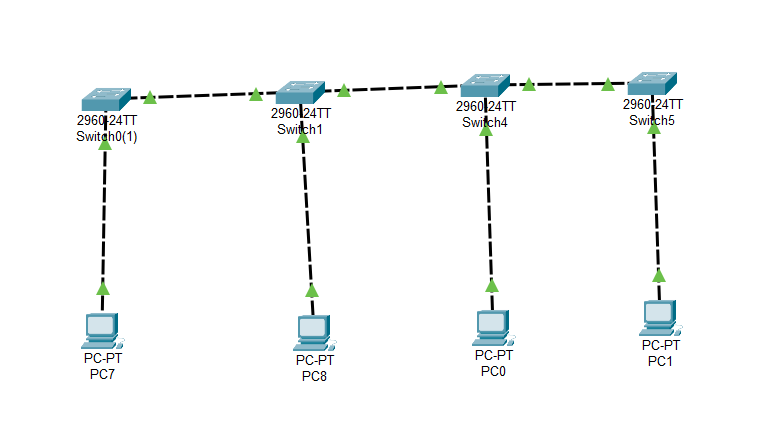 2960-24TT
Switch0(1)
2960-24TT
Switch1
2960-24TT
Switch4
2960-24TT
Switch5
PC-PT
PC7
PC-PT
PC8
PC-PT
PC0
PC-PT
PC1